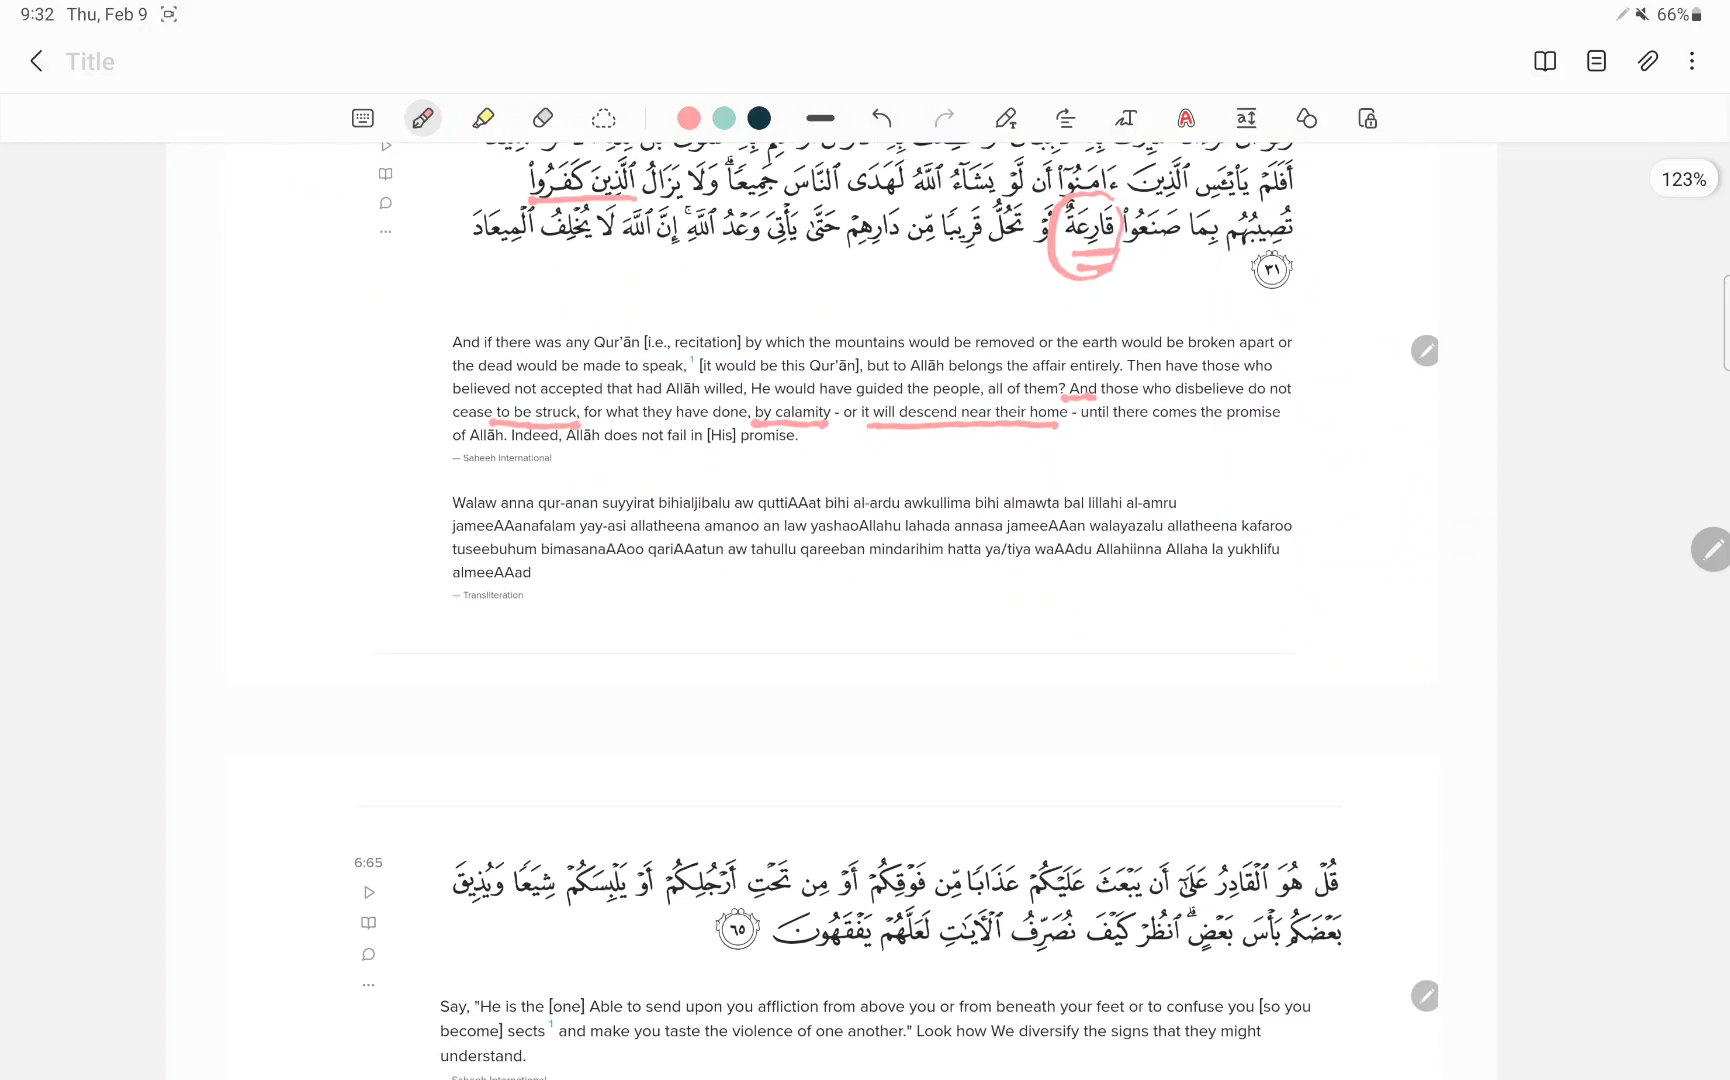 9:32 Thu, Feb 9
66%
Title
123%
أَفَلَمْ يَا۟يْـَٔسِ ٱلَّذِينَ ءَامَنُوٓا۟ أَن لَّوْ يَشَآءُ ٱللَّهُ لَهَدَى ٱلنَّاسَ جَمِيعًا ۗ وَلَا يَزَالُ ٱلَّذِينَ كَفَرُوا۟
تُصِيبُهُم بِمَا صَنَعُوا۟ قَارِعَةٌ أَوْ تَحُلُّ قَرِيبًا مِّن دَارِهِمْ حَتَّىٰ يَأْتِىَ وَعْدُ ٱللَّهِ ۚ إِنَّ ٱللَّهَ لَا يُخْلِفُ ٱلْمِيعَادَ
٣١
And if there was any Qur’ān [i.e., recitation] by which the mountains would be removed or the earth would be broken apart or
the dead would be made to speak,1 [it would be this Qur’ān], but to Allāh belongs the affair entirely. Then have those who
believed not accepted that had Allāh willed, He would have guided the people, all of them? And those who disbelieve do not
cease to be struck, for what they have done, by calamity - or it will descend near their home - until there comes the promise
of Allāh. Indeed, Allāh does not fail in [His] promise.
— Saheeh International
Walaw anna qur-anan suyyirat bihialjibalu aw quttiAAat bihi al-ardu awkullima bihi almawta bal lillahi al-amru
jameeAAanafalam yay-asi allatheena amanoo an law yashaoAllahu lahada annasa jameeAAan walayazalu allatheena kafaroo
tuseebuhum bimasanaAAoo qariAAatun aw tahullu qareeban mindarihim hatta ya/tiya waAAdu Allahiinna Allaha la yukhlifu
almeeAAad
— Transliteration
6:65
قُلْ هُوَ ٱلْقَادِرُ عَلَىٰٓ أَن يَبْعَثَ عَلَيْكُمْ عَذَابًا مِّن فَوْقِكُمْ أَوْ مِن تَحْتِ أَرْجُلِكُمْ أَوْ يَلْبِسَكُمْ شِيَعًا وَيُذِيقَ
بَعْضَكُم بَأْسَ بَعْضٍ ۗ ٱنظُرْ كَيْفَ نُصَرِّفُ ٱلْـَٔايَـٰتِ لَعَلَّهُمْ يَفْقَهُونَ ٦٥
Say, "He is the [one] Able to send upon you affliction from above you or from beneath your feet or to confuse you [so you
become] sects1 and make you taste the violence of one another." Look how We diversify the signs that they might
understand.
Saheeh International